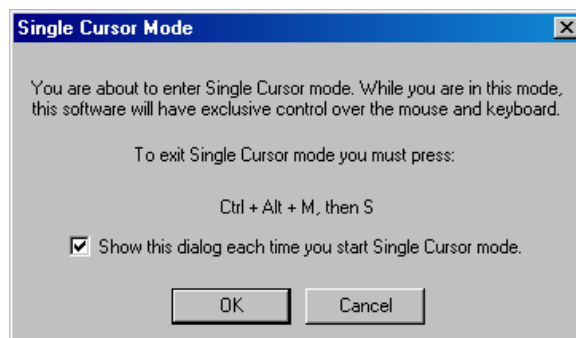 Single Cursor Mode
You are about to enter Single Cursor mode. While you are in this mode,
this software will have exclusive control over the mouse and keyboard.
To exit Single Cursor mode you must press:
Ctrl + Alt + M, then S
Show this dialog each time you start Single Cursor mode.
OK Cancel